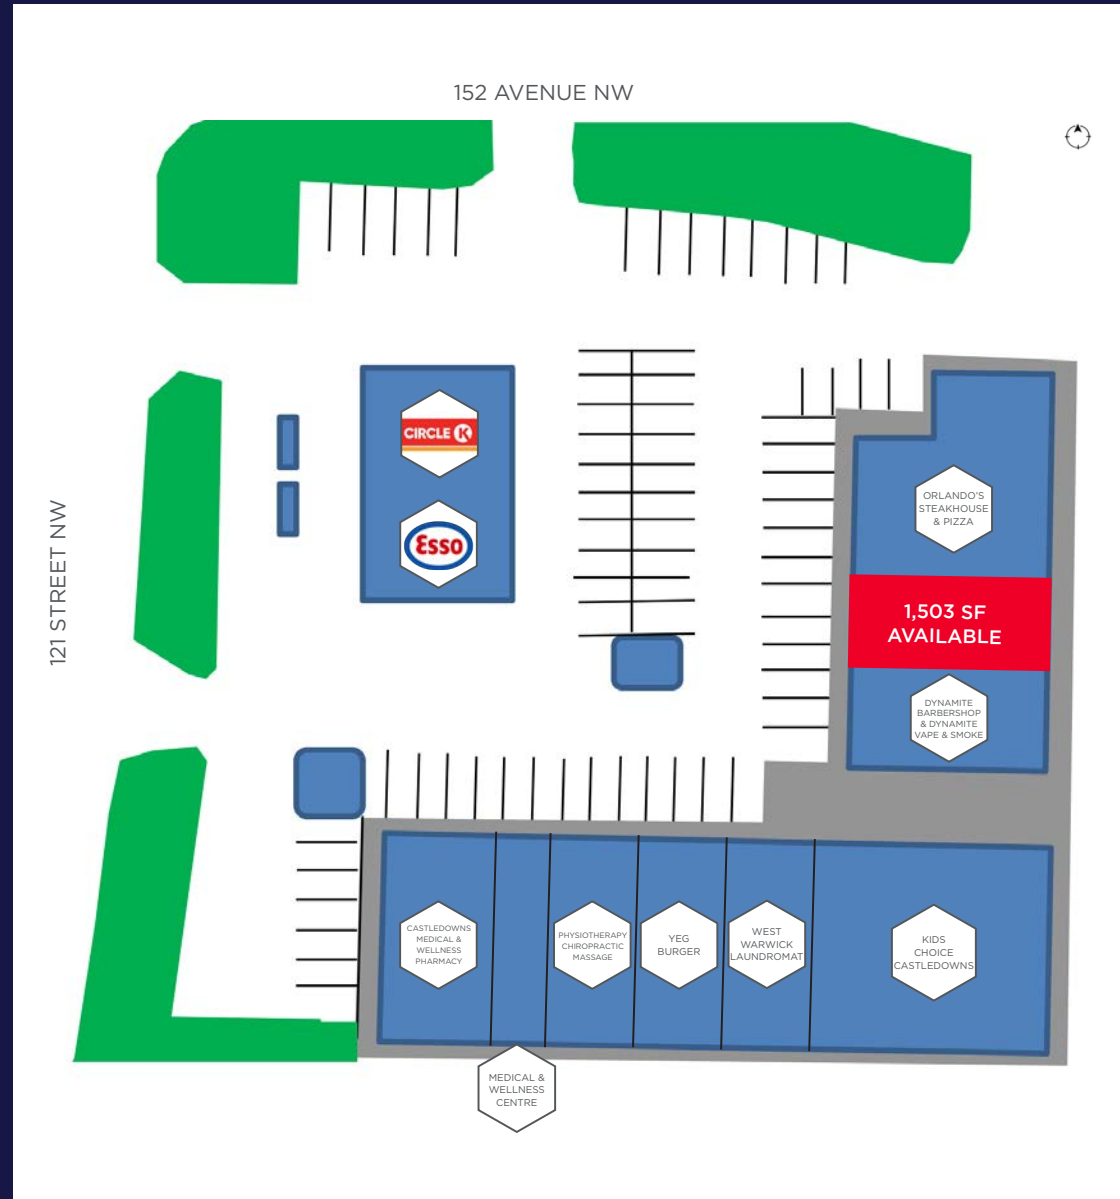 152 AVENUE NW
121 STREET NW
CIRCLE K
Esso
ORLANDO'S
STEAKHOUSE
& PIZZA
1,503 SF
AVAILABLE
DYNAMITE
BARBERSHOP
& DYNAMITE
VAPE & SMOKE
CASTLEDOWNS
MEDICAL &
WELLNESS
PHARMACY
PHYSIOTHERAPY
CHIROPRACTIC
MASSAGE
YEG
BURGER
WEST
WARWICK
LAUNDROMAT
KIDS
CHOICE
CASTLEDOWNS
MEDICAL &
WELLNESS
CENTRE